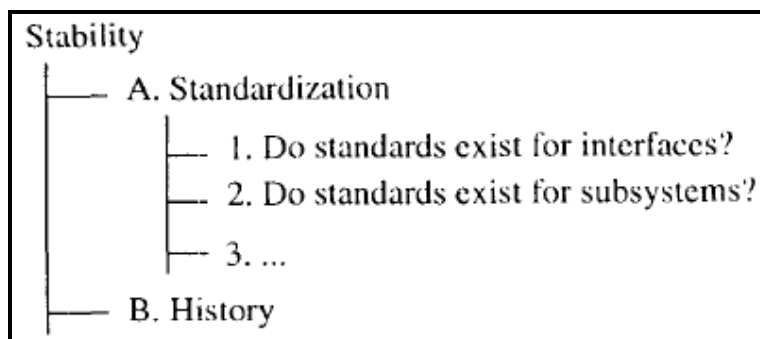 Stability
A. Standardization
1. Do standards exist for interfaces?
2. Do standards exist for subsystems?
3. ...
B. History